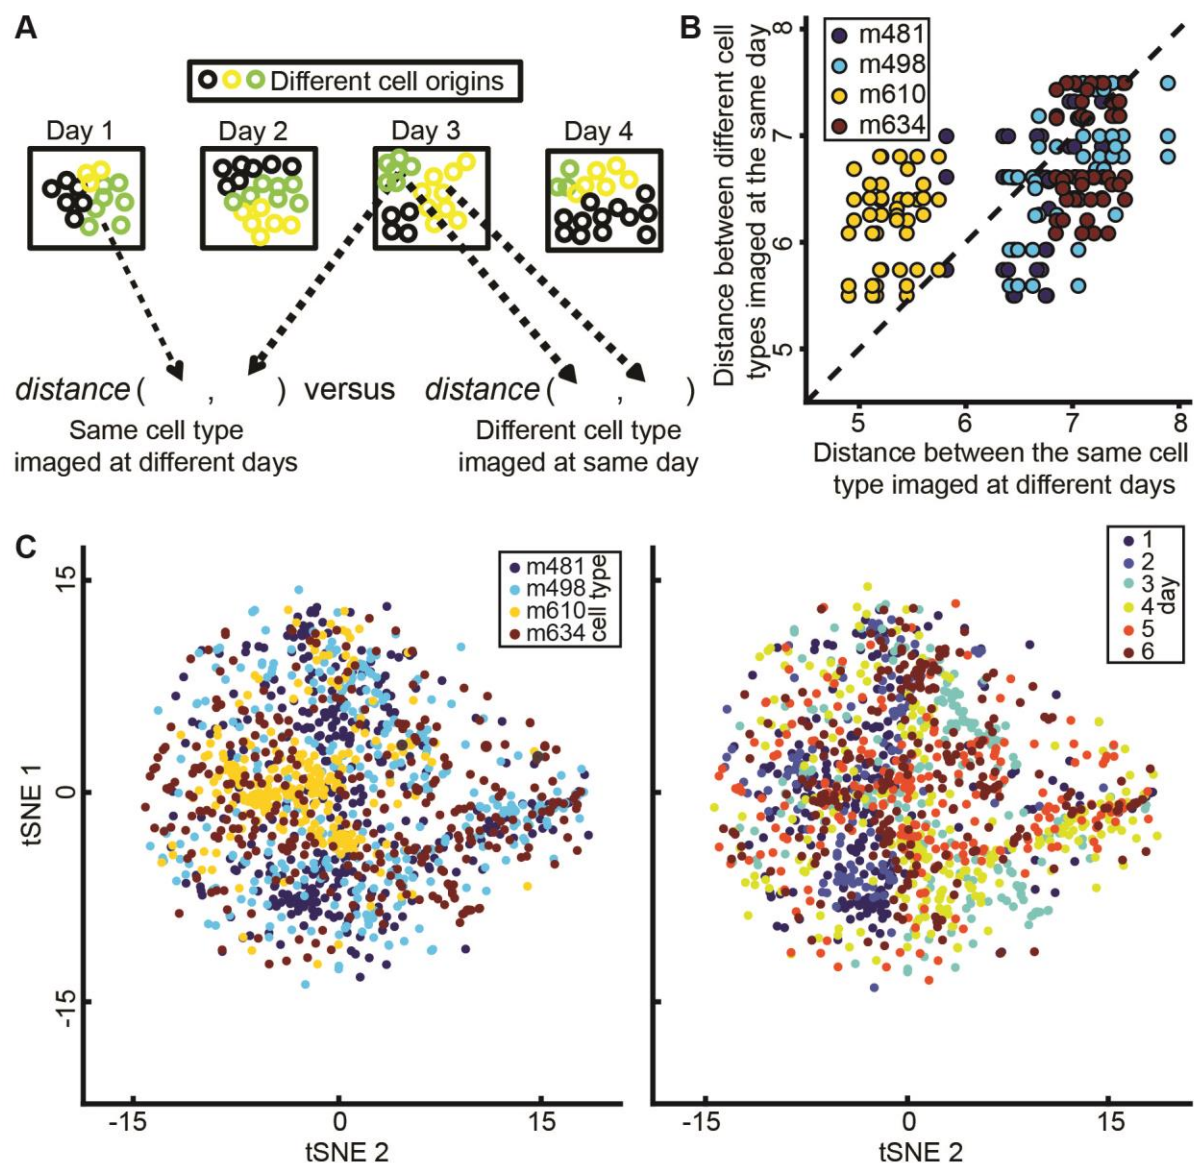 A
Different cell origins
Day 1
Day 2
Day 3
Day 4
distance ( , ) versus distance ( , )
Same cell type
imaged at different days
Different cell type
imaged at same day
B
Distance between different cell
types imaged at the same day
8
7
6
5
m481
m498
m610
m634
5 6 7 8
Distance between the same cell
type imaged at different days
C
tSNE 1
15
0
-15
m481
m498
m610
m634
cell type
-15 0 15
tSNE 2
1
2
3
4
5
6
day
-15 0 15
tSNE 2